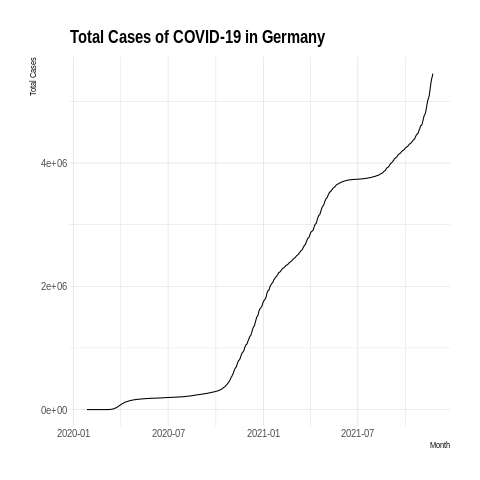 Total Cases of COVID-19 in Germany
Total Cases
4e+06
2e+06
0e+00
2020-01 2020-07 2021-01 2021-07
Month